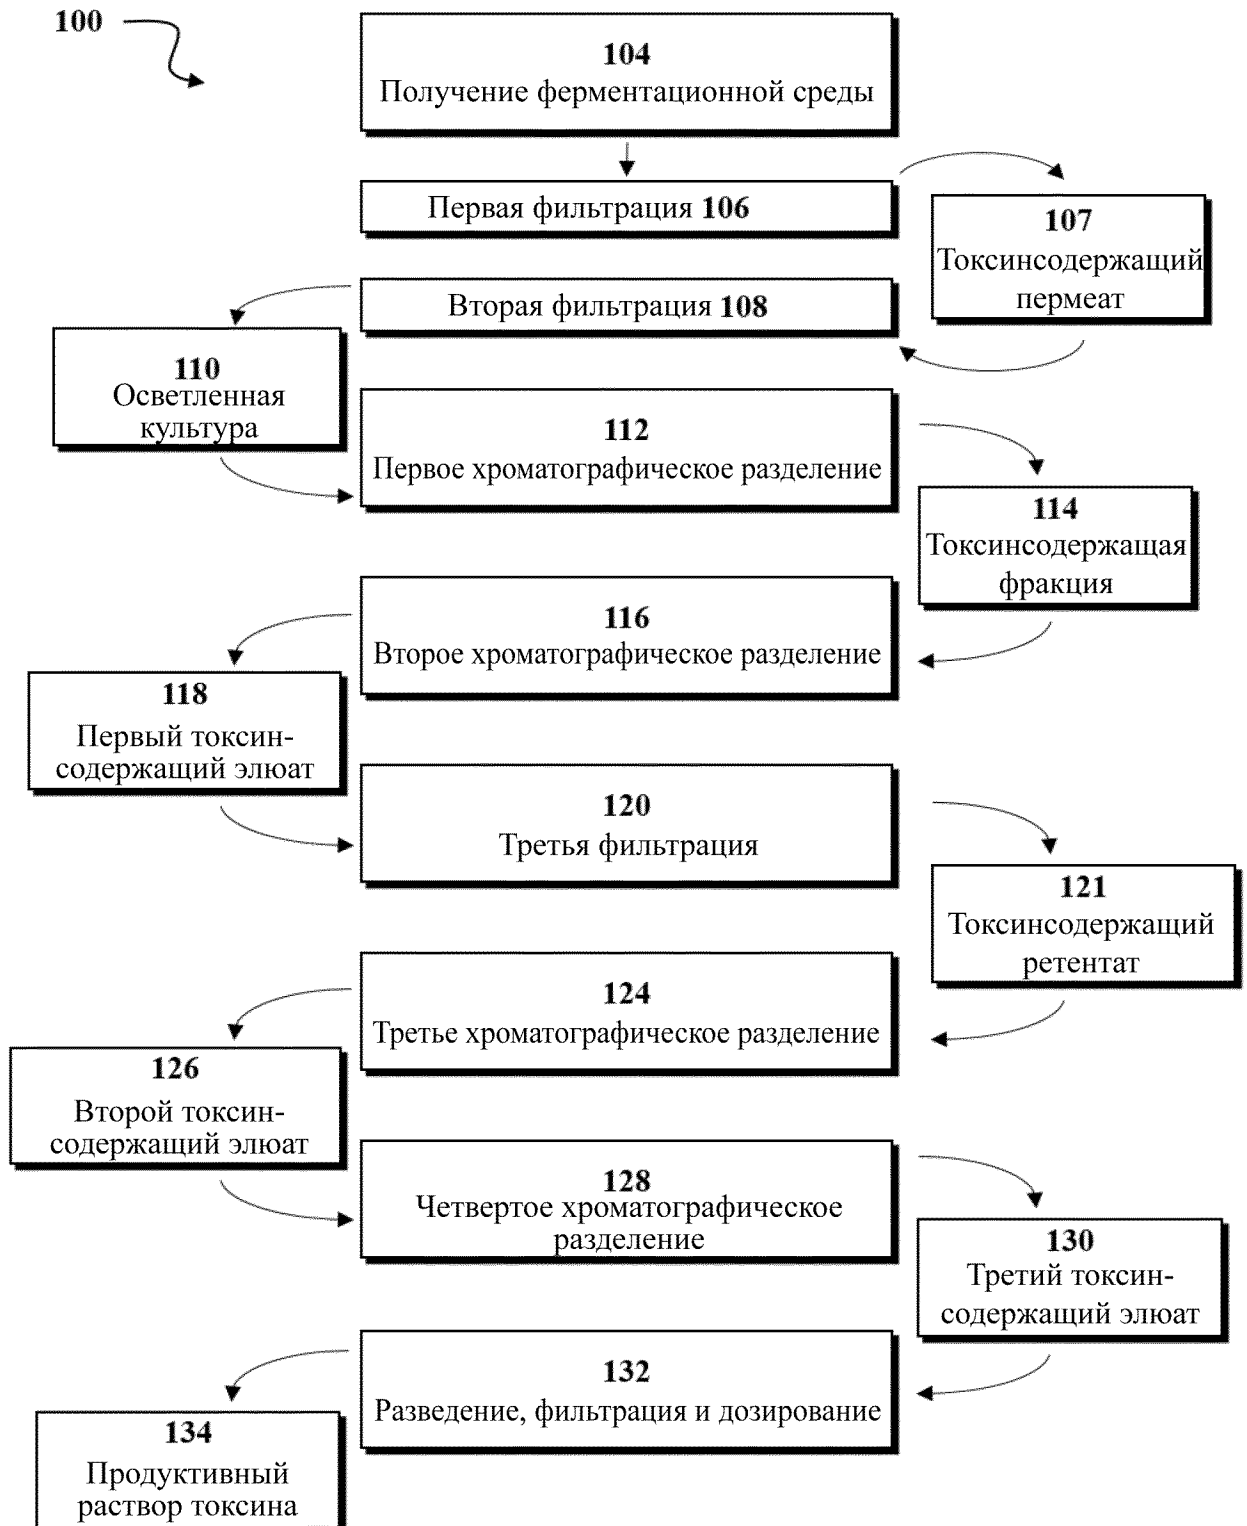 100
104
Получение ферментационной среды
Первая фильтрация 106
107
Токсинсодержащий
пермеат
Вторая фильтрация 108
110
Осветленная
культура
112
Первое хроматографическое разделение
114
Токсинсодержащая
фракция
116
Второе хроматографическое разделение
118
Первый токсин-
содержащий элюат
120
Третья фильтрация
121
Токсинсодержащий
ретентат
124
Третье хроматографическое разделение
126
Второй токсин-
содержащий элюат
128
Четвертое хроматографическое
разделение
130
Третий токсин-
содержащий элюат
132
Разведение, фильтрация и дозирование
134
Продуктивный
раствор токсина